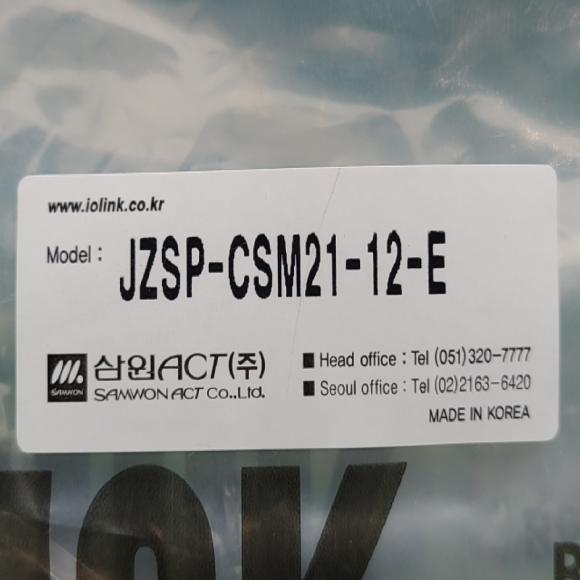 www.iolink.co.kr
Model : JZSP-CSM21-12-E
SAMWON
삼원ACT(주)
SAMWON ACT Co.,Ltd.
■ Head office : Tel (051)320-7777
■ Seoul office : Tel (02)2163-6420
MADE IN KOREA